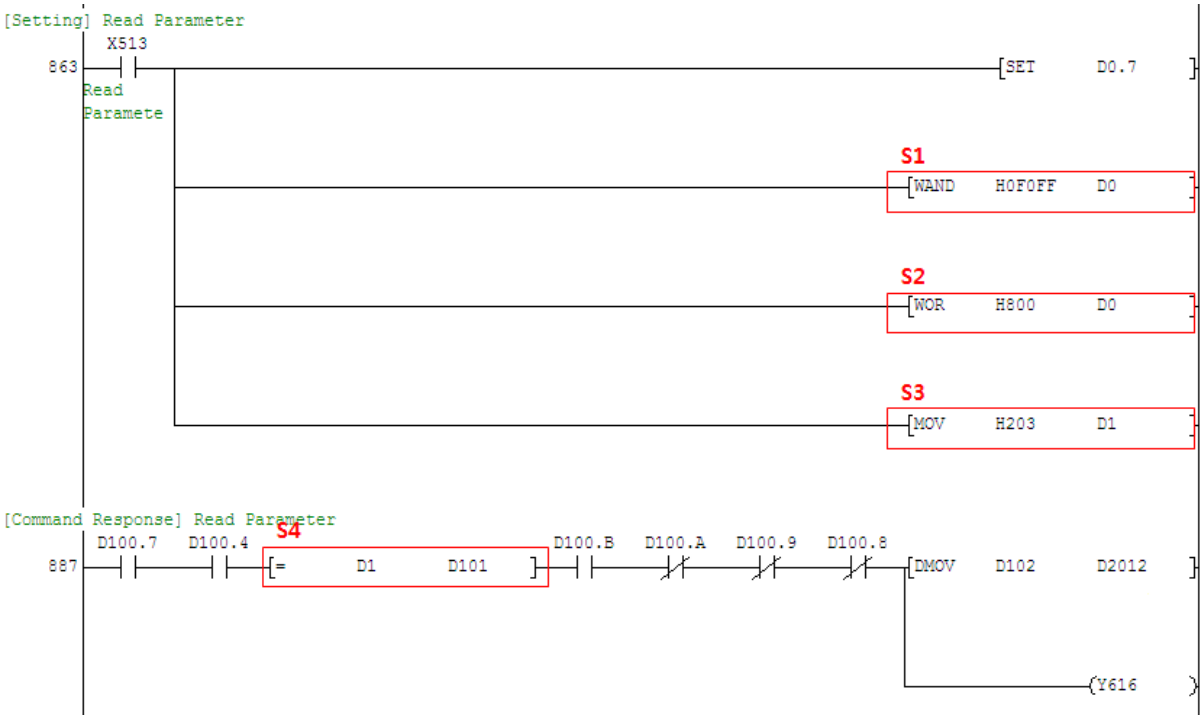 [Setting] Read Parameter
X513
863 [SET D0.7 ]
Read
Paramete
S1
[WAND H0F0FF D0 ]
S2
[WOR H800 D0 ]
S3
[MOV H203 D1 ]
[Command Response] Read Parameter
S4
D100.7 D100.4 D100.B D100.A D100.9 D100.8
887 [= D1 D101 ] [DMOV D102 D2012 ]
(Y616 )